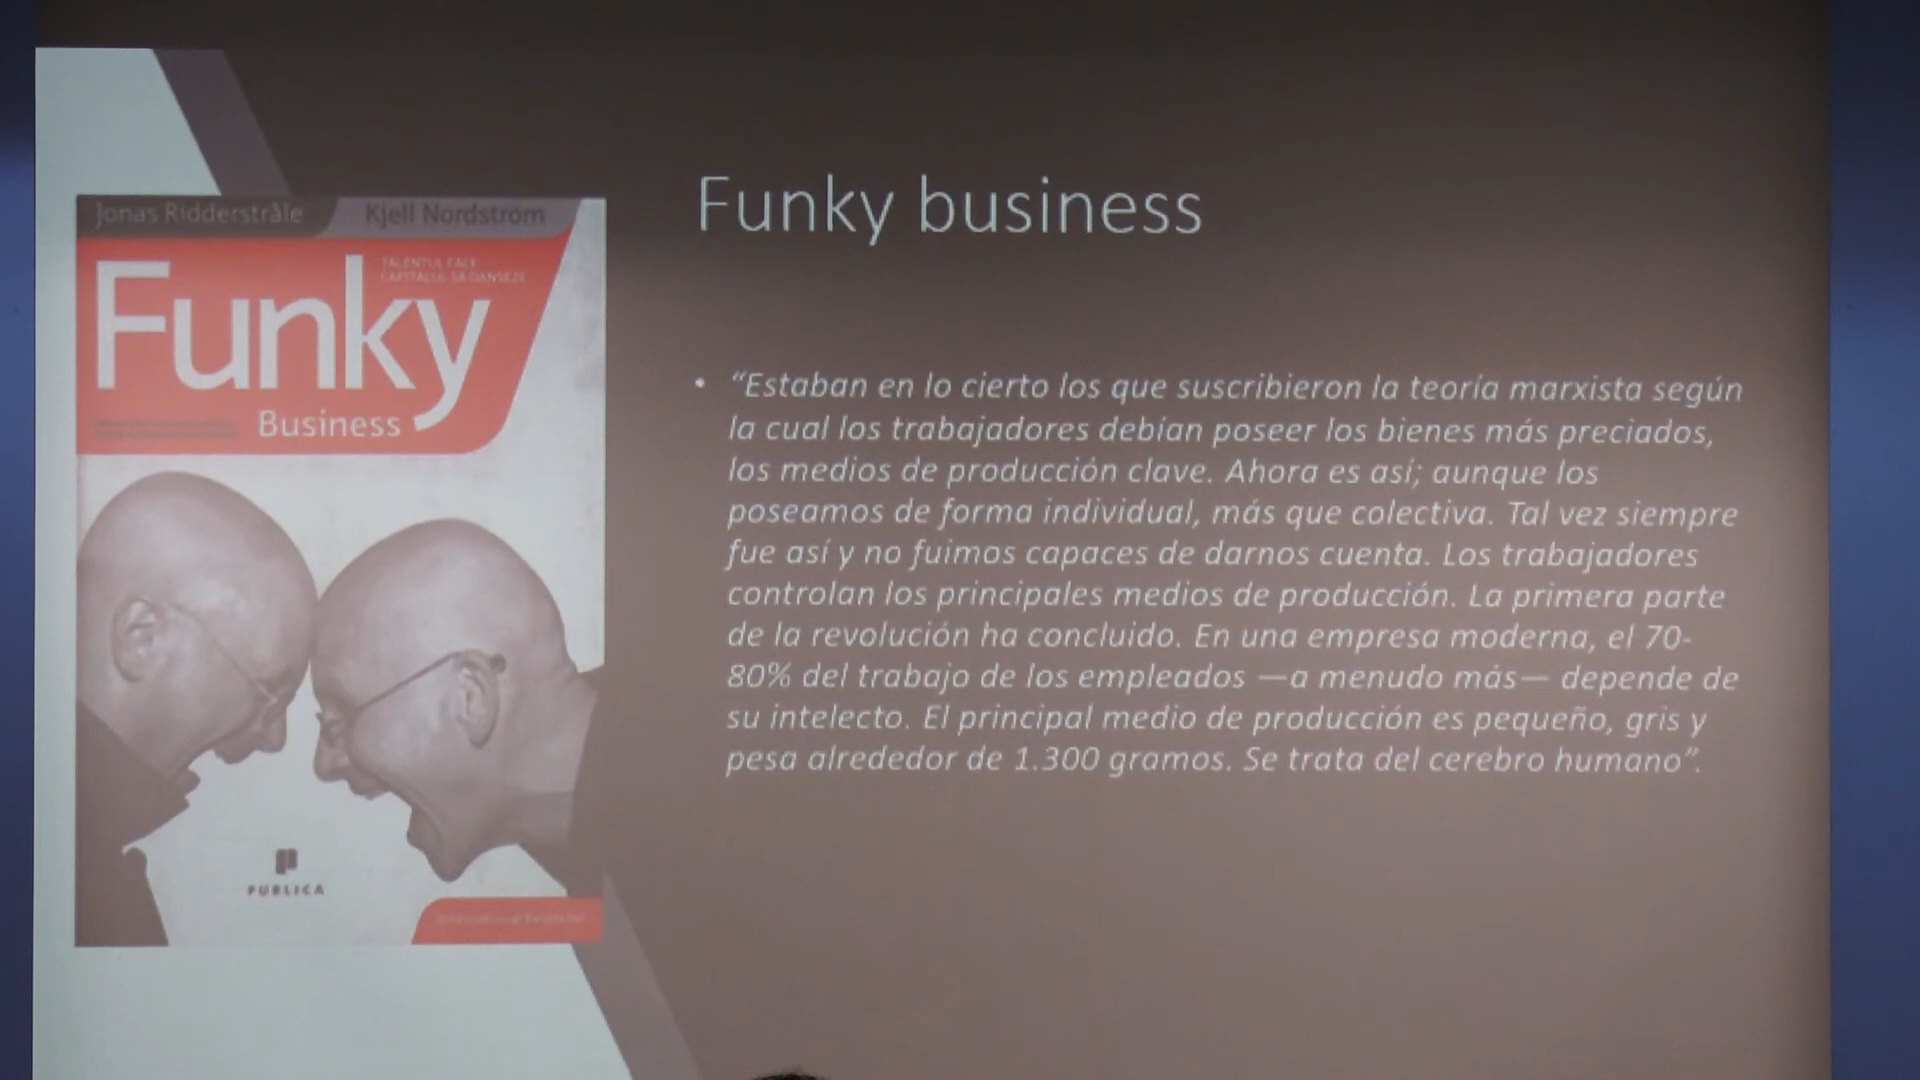 Jonas Ridderstråle
Kjell Nordström
TALENTUL FACE
CAPITALUL SĂ DANSEZE
Funky
Business
PUBLICA
Funky business
• “Estaban en lo cierto los que suscribieron la teoría marxista según
la cual los trabajadores debían poseer los bienes más preciados,
los medios de producción clave. Ahora es así; aunque los
poseamos de forma individual, más que colectiva. Tal vez siempre
fue así y no fuimos capaces de darnos cuenta. Los trabajadores
controlan los principales medios de producción. La primera parte
de la revolución ha concluido. En una empresa moderna, el 70-
80% del trabajo de los empleados —a menudo más— depende de
su intelecto. El principal medio de producción es pequeño, gris y
pesa alrededor de 1.300 gramos. Se trata del cerebro humano”.